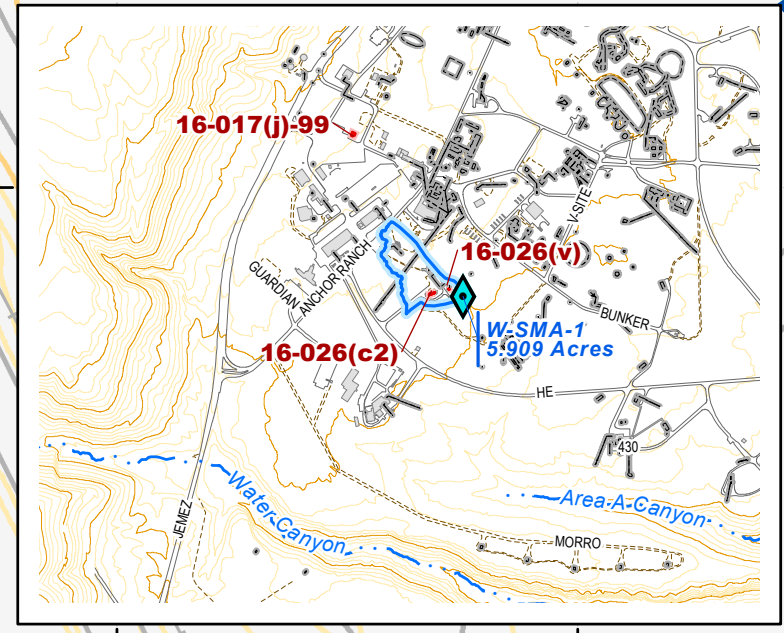 16-017(j)-99
V-SITE
16-026(v)
GUARDIAN
ANCHOR RANCH
BUNKER
W-SMA-1
5.909 Acres
16-026(c2)
HE
430
Water Canyon
Area A Canyon
JEMEZ
MORRO